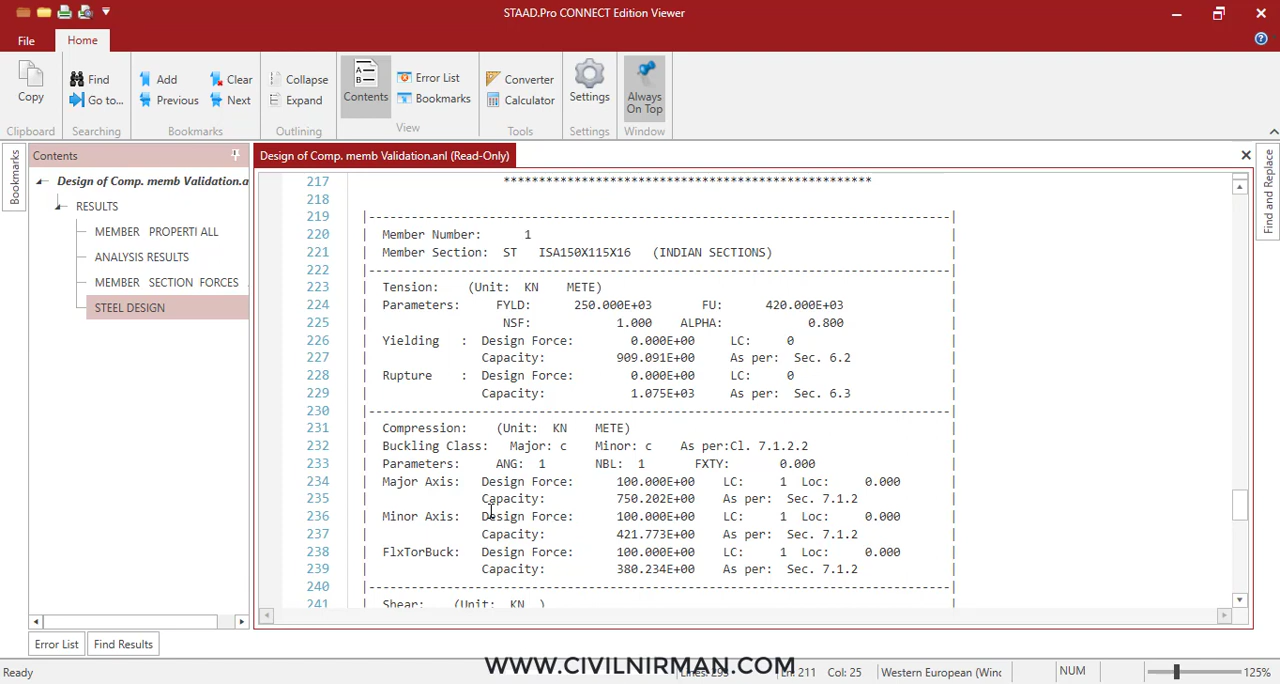 STAAD.Pro CONNECT Edition Viewer
File Home
Copy Find Add Clear Collapse Contents Error List Converter Settings Always On Top
Go to... Previous Next Expand Bookmarks Calculator
Clipboard Searching Bookmarks Outlining View Tools Settings Window
Bookmarks
Contents
Design of Comp. memb Validation.a
RESULTS
MEMBER PROPERTI ALL
ANALYSIS RESULTS
MEMBER SECTION FORCES
STEEL DESIGN
Design of Comp. memb Validation.anl (Read-Only)
Find and Replace
217 ****************************************************
218
219 |-----------------------------------------------------------------------------------|
220 | Member Number: 1 |
221 | Member Section: ST ISA150X115X16 (INDIAN SECTIONS) |
222 |-----------------------------------------------------------------------------------|
223 | Tension: (Unit: KN METE) |
224 | Parameters: FYLD: 250.000E+03 FU: 420.000E+03 |
225 | NSF: 1.000 ALPHA: 0.800 |
226 | Yielding : Design Force: 0.000E+00 LC: 0 |
227 | Capacity: 909.091E+00 As per: Sec. 6.2 |
228 | Rupture : Design Force: 0.000E+00 LC: 0 |
229 | Capacity: 1.075E+03 As per: Sec. 6.3 |
230 |-----------------------------------------------------------------------------------|
231 | Compression: (Unit: KN METE) |
232 | Buckling Class: Major: c Minor: c As per:Cl. 7.1.2.2 |
233 | Parameters: ANG: 1 NBL: 1 FXTY: 0.000 |
234 | Major Axis: Design Force: 100.000E+00 LC: 1 Loc: 0.000 |
235 | Capacity: 750.202E+00 As per: Sec. 7.1.2 |
236 | Minor Axis: Design Force: 100.000E+00 LC: 1 Loc: 0.000 |
237 | Capacity: 421.773E+00 As per: Sec. 7.1.2 |
238 | FlxTorBuck: Design Force: 100.000E+00 LC: 1 Loc: 0.000 |
239 | Capacity: 380.234E+00 As per: Sec. 7.1.2 |
240 |-----------------------------------------------------------------------------------|
241 | Shear: (Unit: KN ) |
Error List Find Results
WWW.CIVILNIRMAN.COM
Ready Ln: 211 Col: 25 Western European (Winc NUM 125%